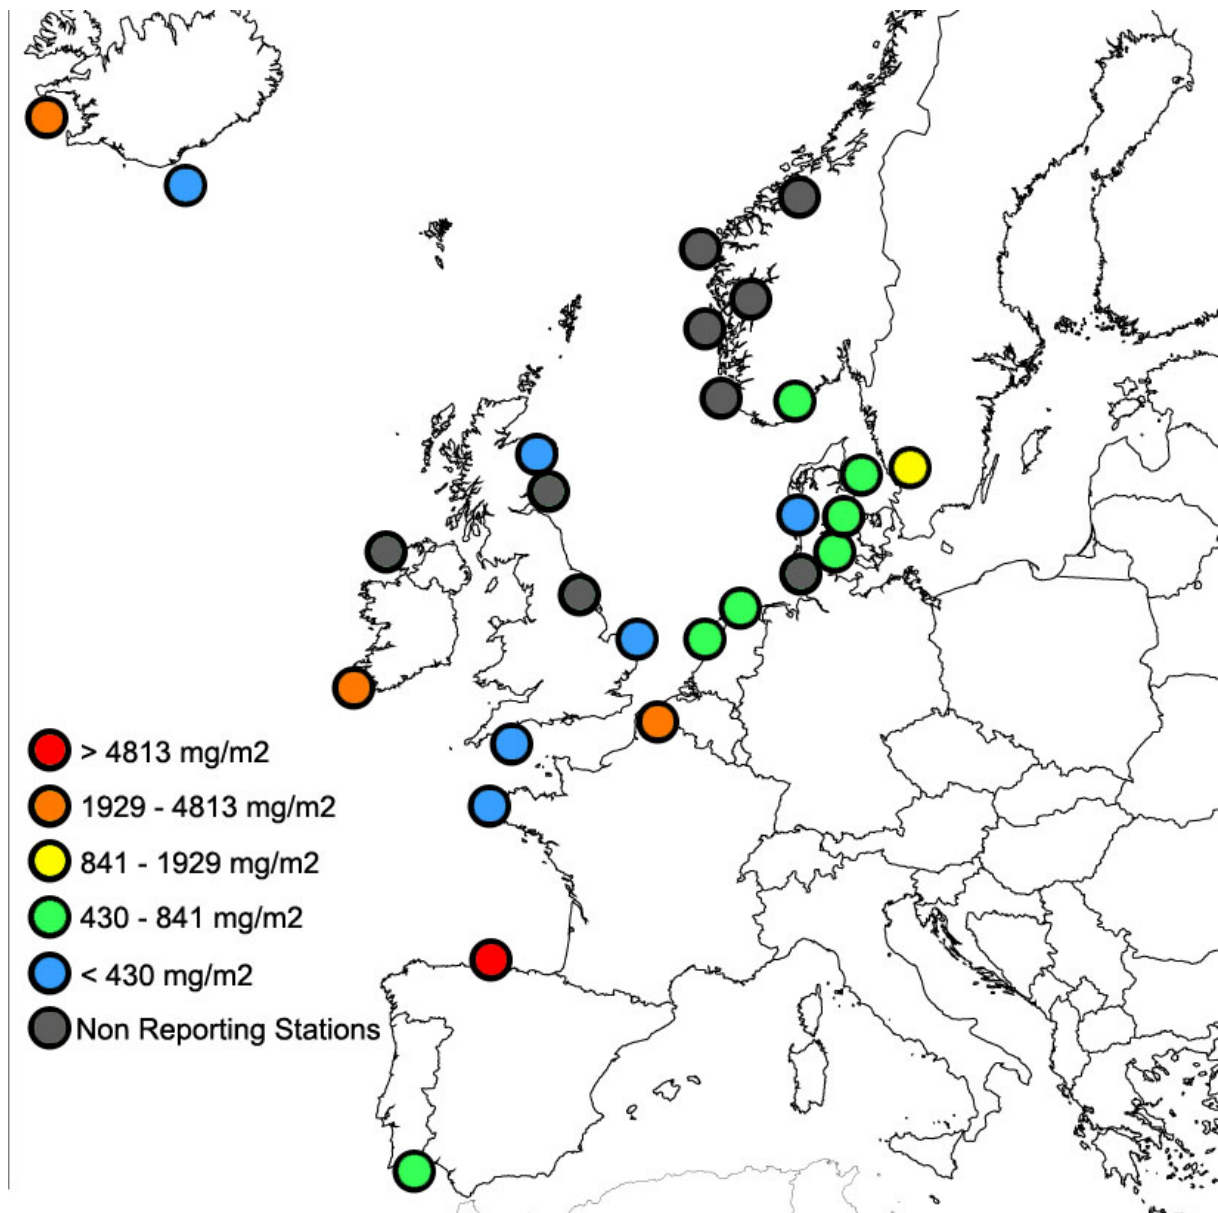 > 4813 mg/m2
1929 - 4813 mg/m2
841 - 1929 mg/m2
430 - 841 mg/m2
< 430 mg/m2
Non Reporting Stations